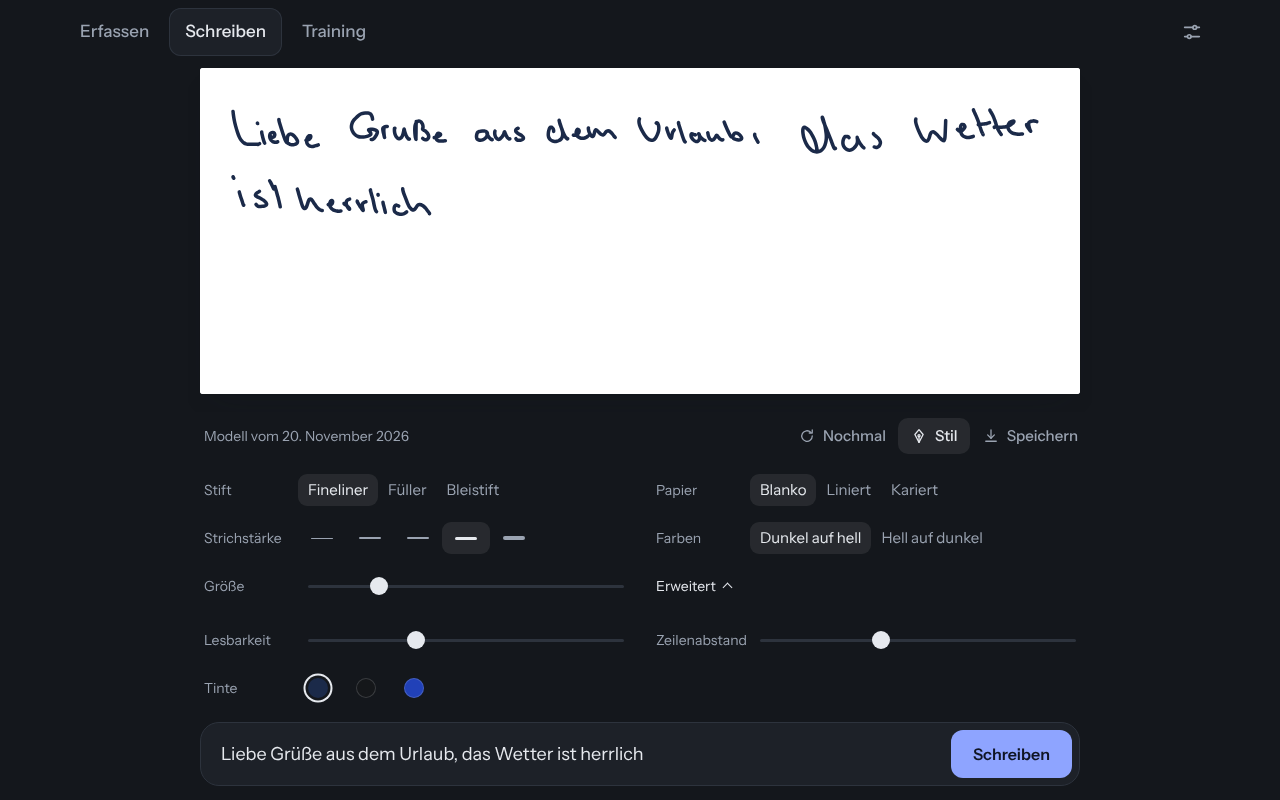 Erfassen Schreiben Training
Liebe Gruße aus dem Urlaub, das Wetter
ist herrlich
Modell vom 20. November 2026 Nochmal Stil Speichern
Stift Fineliner Füller Bleistift Papier Blanko Liniert Kariert
Strichstärke Farben Dunkel auf hell Hell auf dunkel
Größe Erweitert
Lesbarkeit Zeilenabstand
Tinte
Liebe Grüße aus dem Urlaub, das Wetter ist herrlich Schreiben